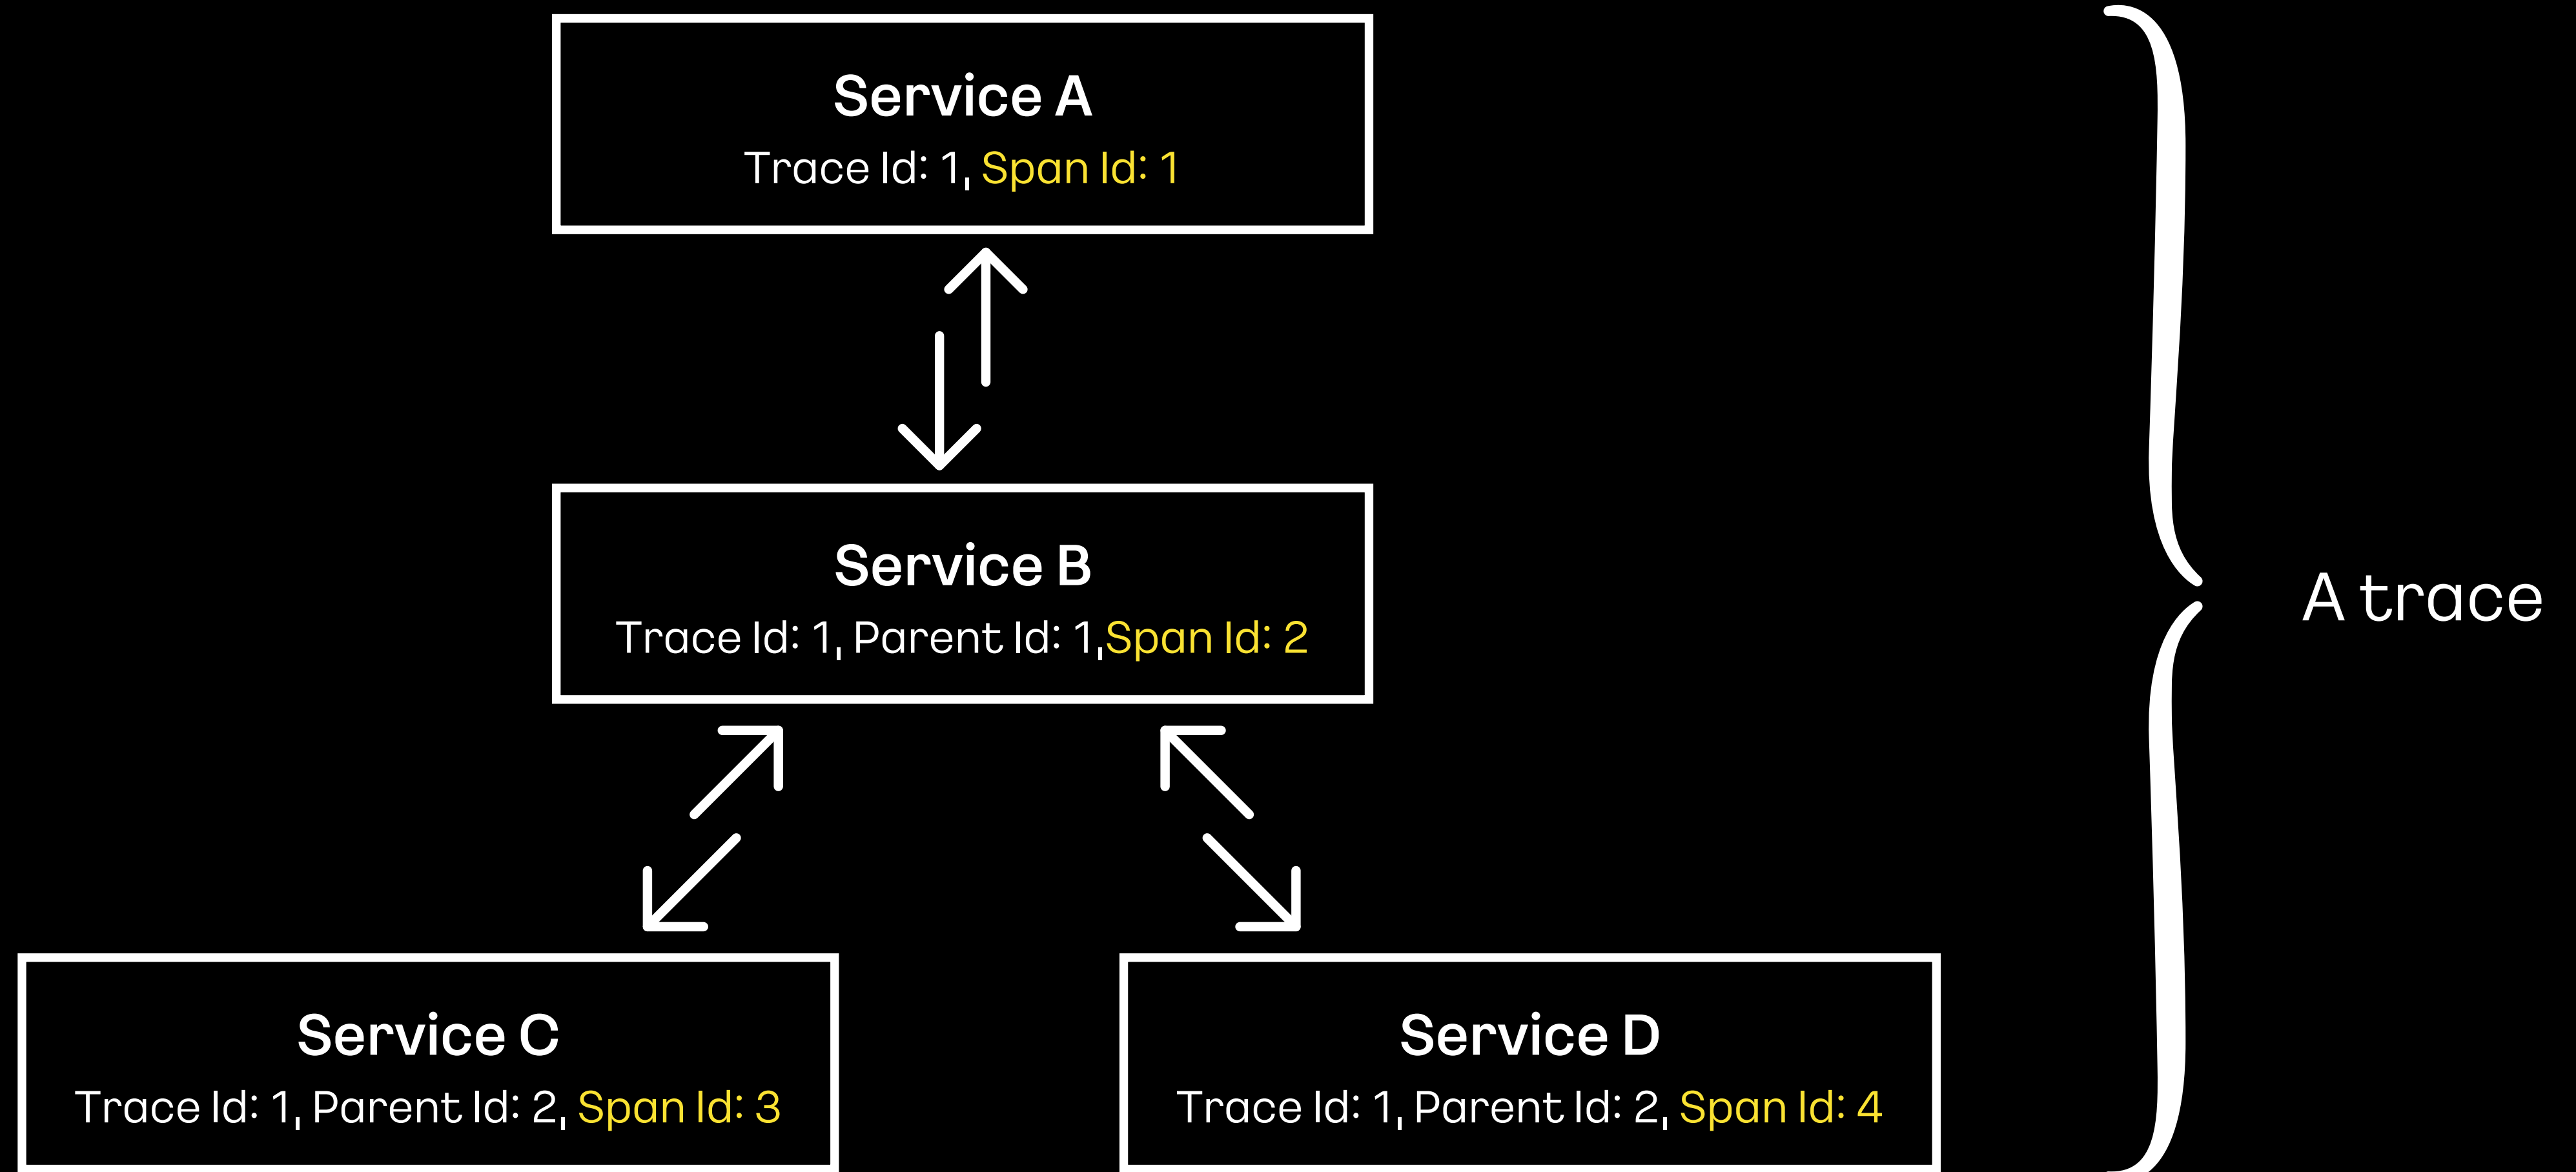 Service A
Trace Id: 1, Span Id: 1
Service B
Trace Id: 1, Parent Id: 1,Span Id: 2
A trace
Service C
Trace Id: 1, Parent Id: 2, Span Id: 3
Service D
Trace Id: 1, Parent Id: 2, Span Id: 4